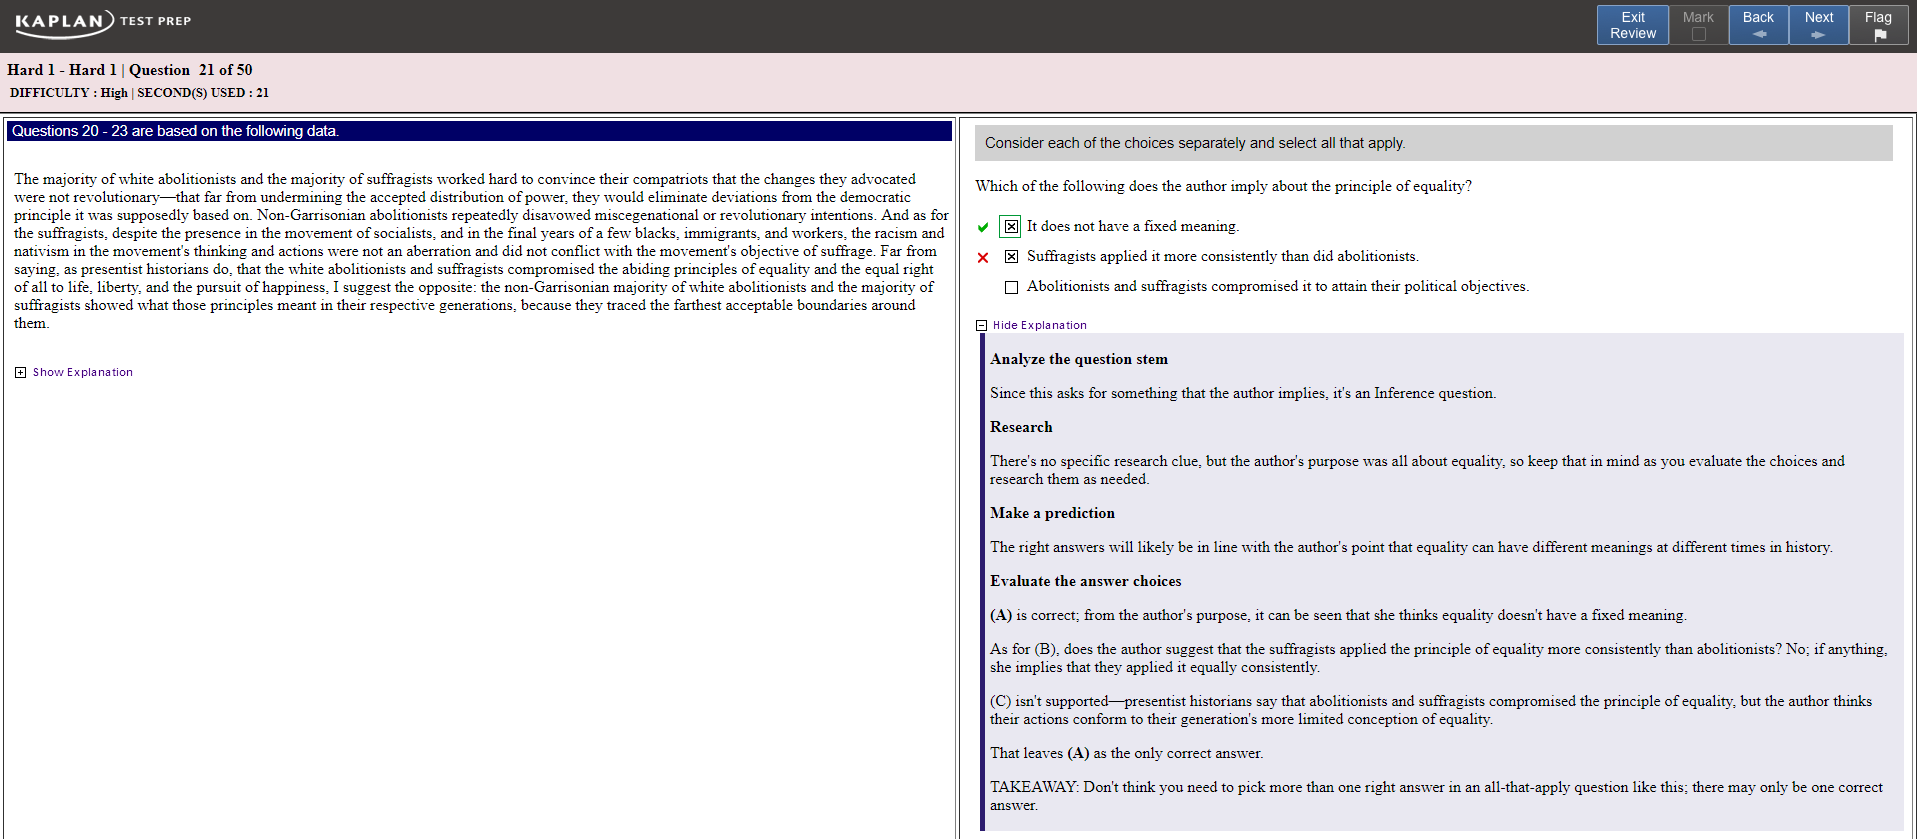 KAPLAN TEST PREP
Exit Review
Mark
Back
Next
Flag
Hard 1 - Hard 1 | Question 21 of 50
DIFFICULTY : High | SECOND(S) USED : 21
Questions 20 - 23 are based on the following data.
The majority of white abolitionists and the majority of suffragists worked hard to convince their compatriots that the changes they advocated
were not revolutionary—that far from undermining the accepted distribution of power, they would eliminate deviations from the democratic
principle it was supposedly based on. Non-Garrisonian abolitionists repeatedly disavowed miscegenational or revolutionary intentions. And as for
the suffragists, despite the presence in the movement of socialists, and in the final years of a few blacks, immigrants, and workers, the racism and
nativism in the movement's thinking and actions were not an aberration and did not conflict with the movement's objective of suffrage. Far from
saying, as presentist historians do, that the white abolitionists and suffragists compromised the abiding principles of equality and the equal right
of all to life, liberty, and the pursuit of happiness, I suggest the opposite: the non-Garrisonian majority of white abolitionists and the majority of
suffragists showed what those principles meant in their respective generations, because they traced the farthest acceptable boundaries around
them.
Show Explanation
Consider each of the choices separately and select all that apply.
Which of the following does the author imply about the principle of equality?
It does not have a fixed meaning.
Suffragists applied it more consistently than did abolitionists.
Abolitionists and suffragists compromised it to attain their political objectives.
Hide Explanation
Analyze the question stem
Since this asks for something that the author implies, it's an Inference question.
Research
There's no specific research clue, but the author's purpose was all about equality, so keep that in mind as you evaluate the choices and
research them as needed.
Make a prediction
The right answers will likely be in line with the author's point that equality can have different meanings at different times in history.
Evaluate the answer choices
(A) is correct; from the author's purpose, it can be seen that she thinks equality doesn't have a fixed meaning.
As for (B), does the author suggest that the suffragists applied the principle of equality more consistently than abolitionists? No; if anything,
she implies that they applied it equally consistently.
(C) isn't supported—presentist historians say that abolitionists and suffragists compromised the principle of equality, but the author thinks
their actions conform to their generation's more limited conception of equality.
That leaves (A) as the only correct answer.
TAKEAWAY: Don't think you need to pick more than one right answer in an all-that-apply question like this; there may only be one correct
answer.